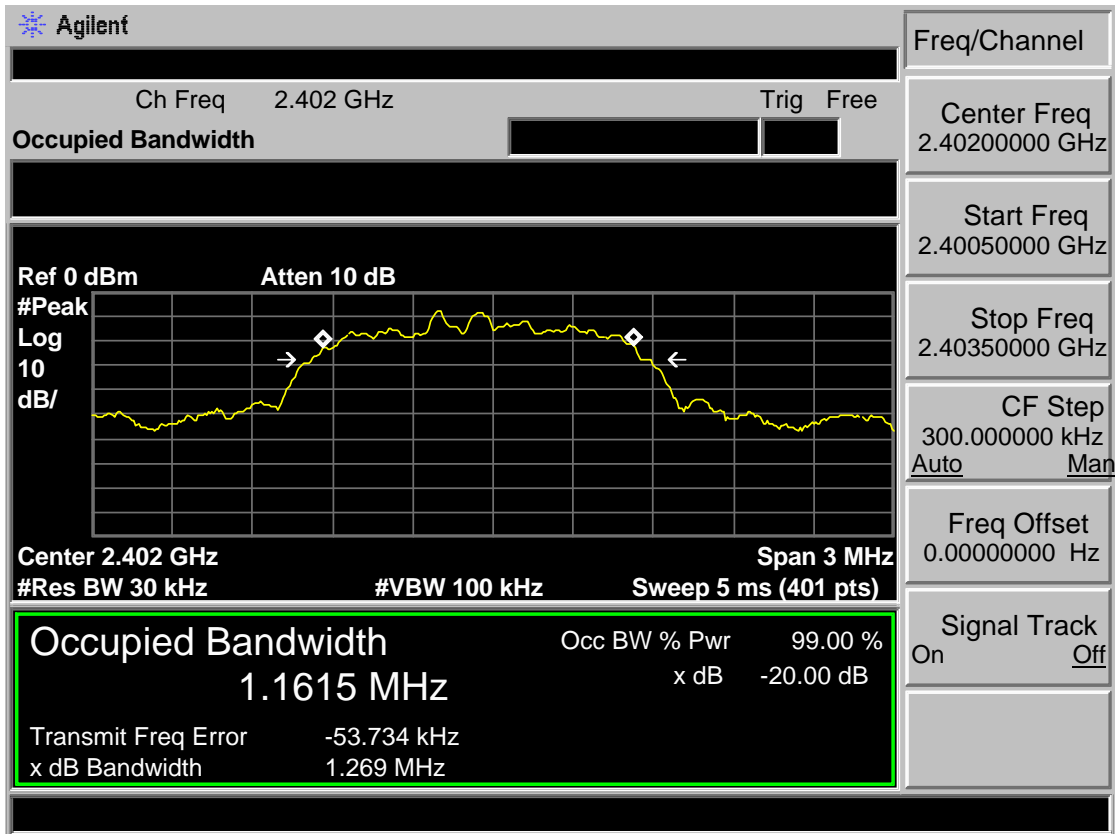 Agilent
Freq/Channel
Ch Freq 2.402 GHz Trig Free
Occupied Bandwidth
Center Freq
2.40200000 GHz
Start Freq
2.40050000 GHz
Stop Freq
2.40350000 GHz
CF Step
300.000000 kHz
Auto Man
Freq Offset
0.00000000 Hz
Signal Track
On Off
Ref 0 dBm Atten 10 dB
#Peak
Log
10
dB/
Center 2.402 GHz Span 3 MHz
#Res BW 30 kHz #VBW 100 kHz Sweep 5 ms (401 pts)
Occupied Bandwidth Occ BW % Pwr 99.00 %
1.1615 MHz x dB -20.00 dB
Transmit Freq Error -53.734 kHz
x dB Bandwidth 1.269 MHz